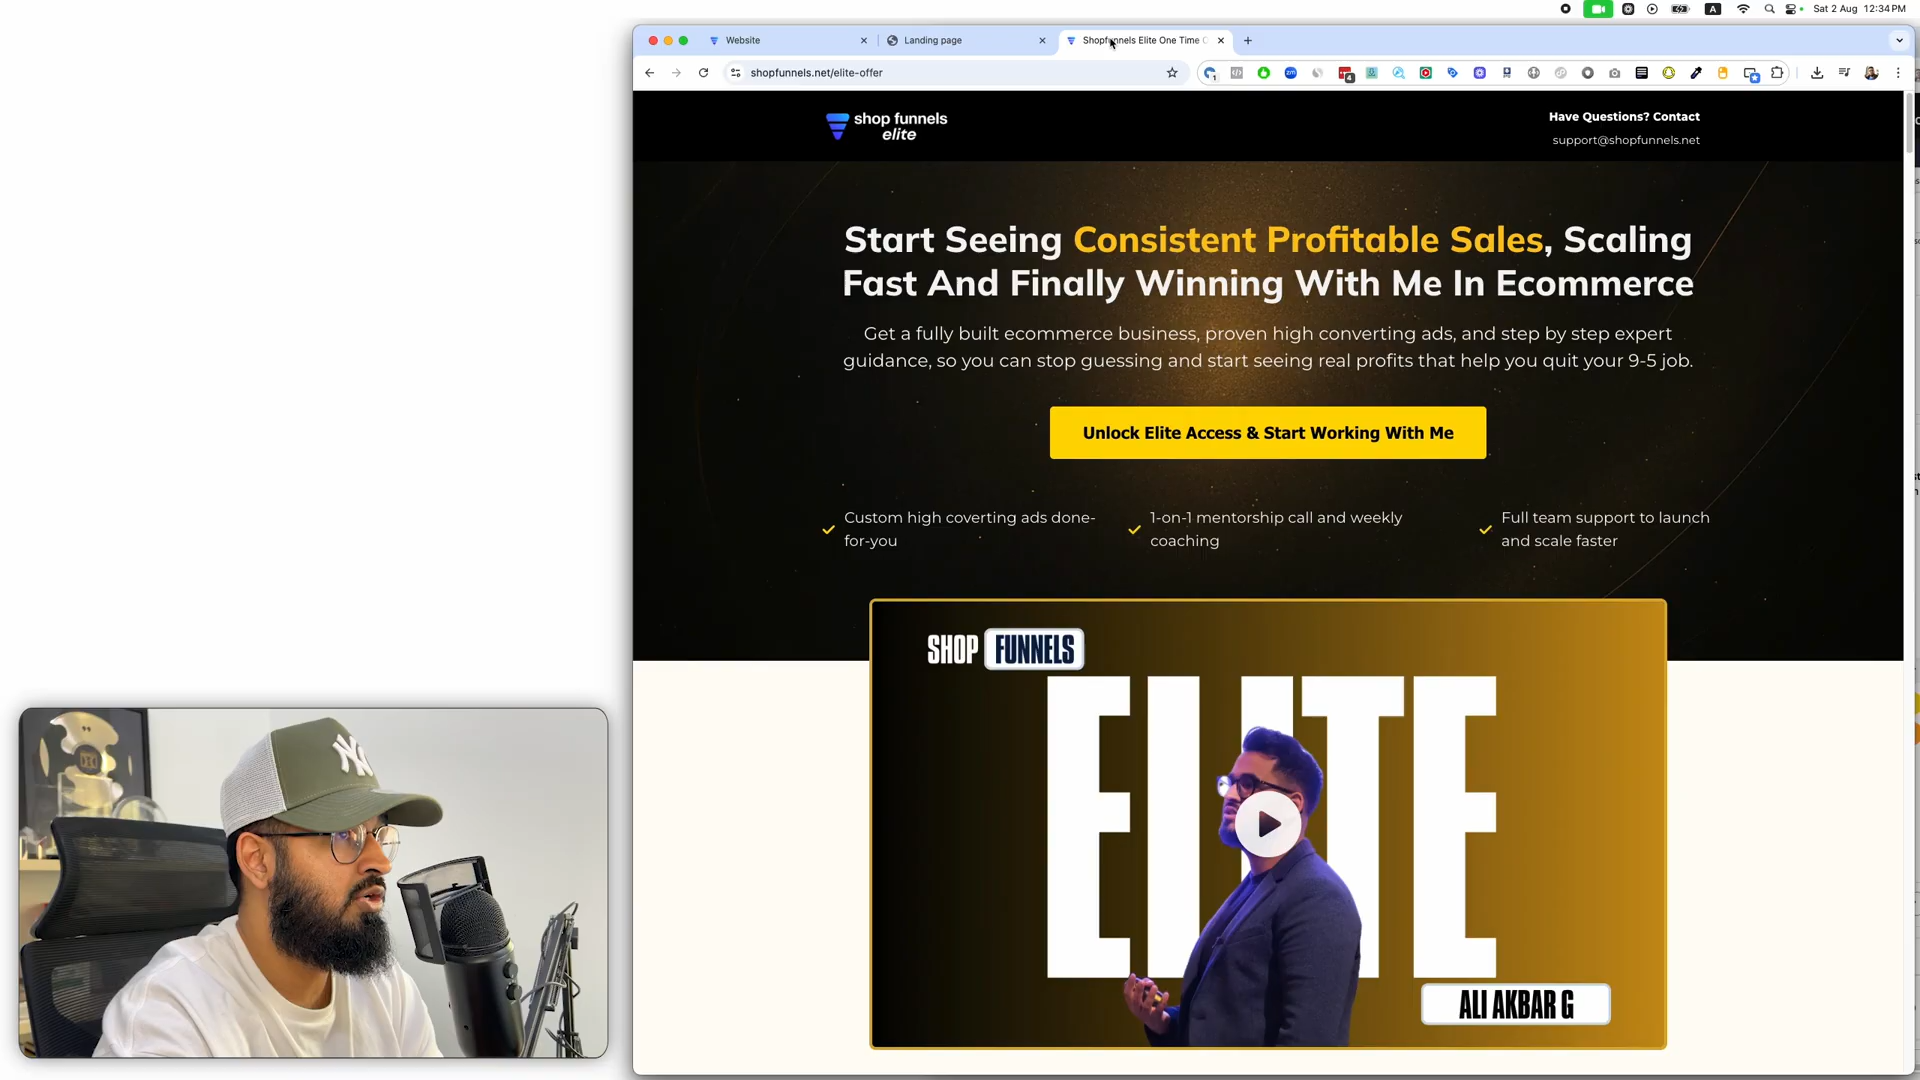 Sat 2 Aug 12:34 PM
Website
Landing page
Shopfunnels Elite One Time
shopfunnels.net/elite-offer
shop funnels
elite
Have Questions? Contact
support@shopfunnels.net
Start Seeing Consistent Profitable Sales, Scaling
Fast And Finally Winning With Me In Ecommerce
Get a fully built ecommerce business, proven high converting ads, and step by step expert
guidance, so you can stop guessing and start seeing real profits that help you quit your 9-5 job.
Unlock Elite Access & Start Working With Me
Custom high coverting ads done-
for-you
1-on-1 mentorship call and weekly
coaching
Full team support to launch
and scale faster
SHOP FUNNELS
ELITE
ALI AKBAR G